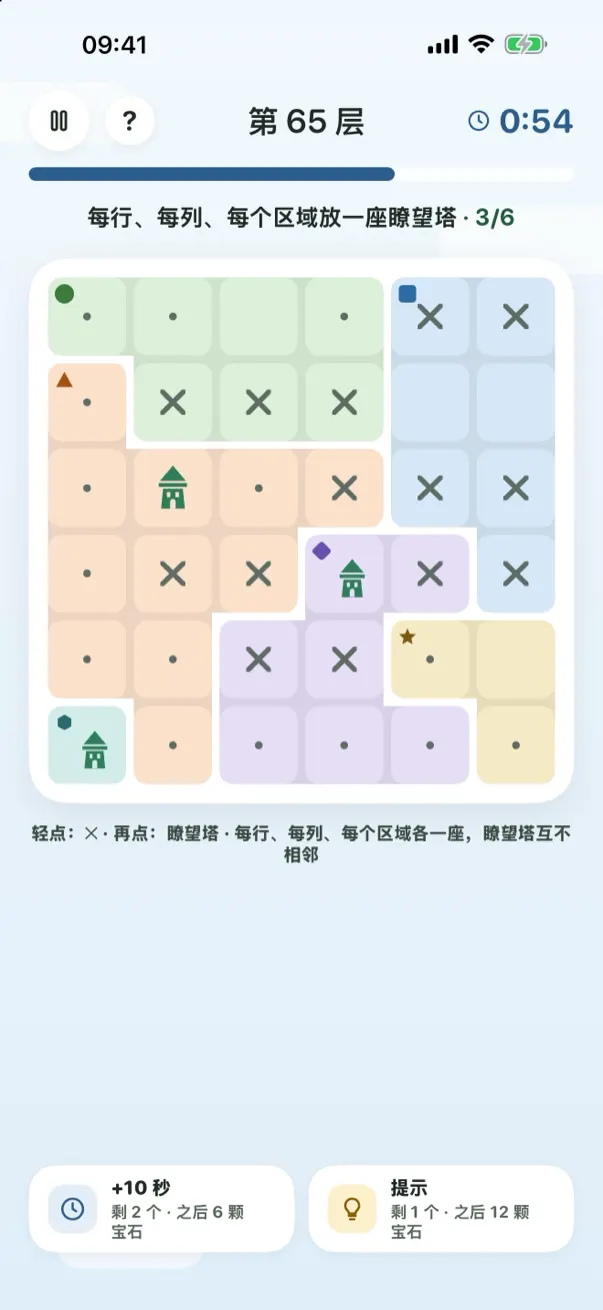 09:41
?
第 65 层
0:54
每行、每列、每个区域放一座瞭望塔 · 3/6
轻点：× · 再点：瞭望塔 · 每行、每列、每个区域各一座，瞭望塔互不
相邻
+10 秒
剩 2 个 · 之后 6 颗
宝石
提示
剩 1 个 · 之后 12 颗
宝石